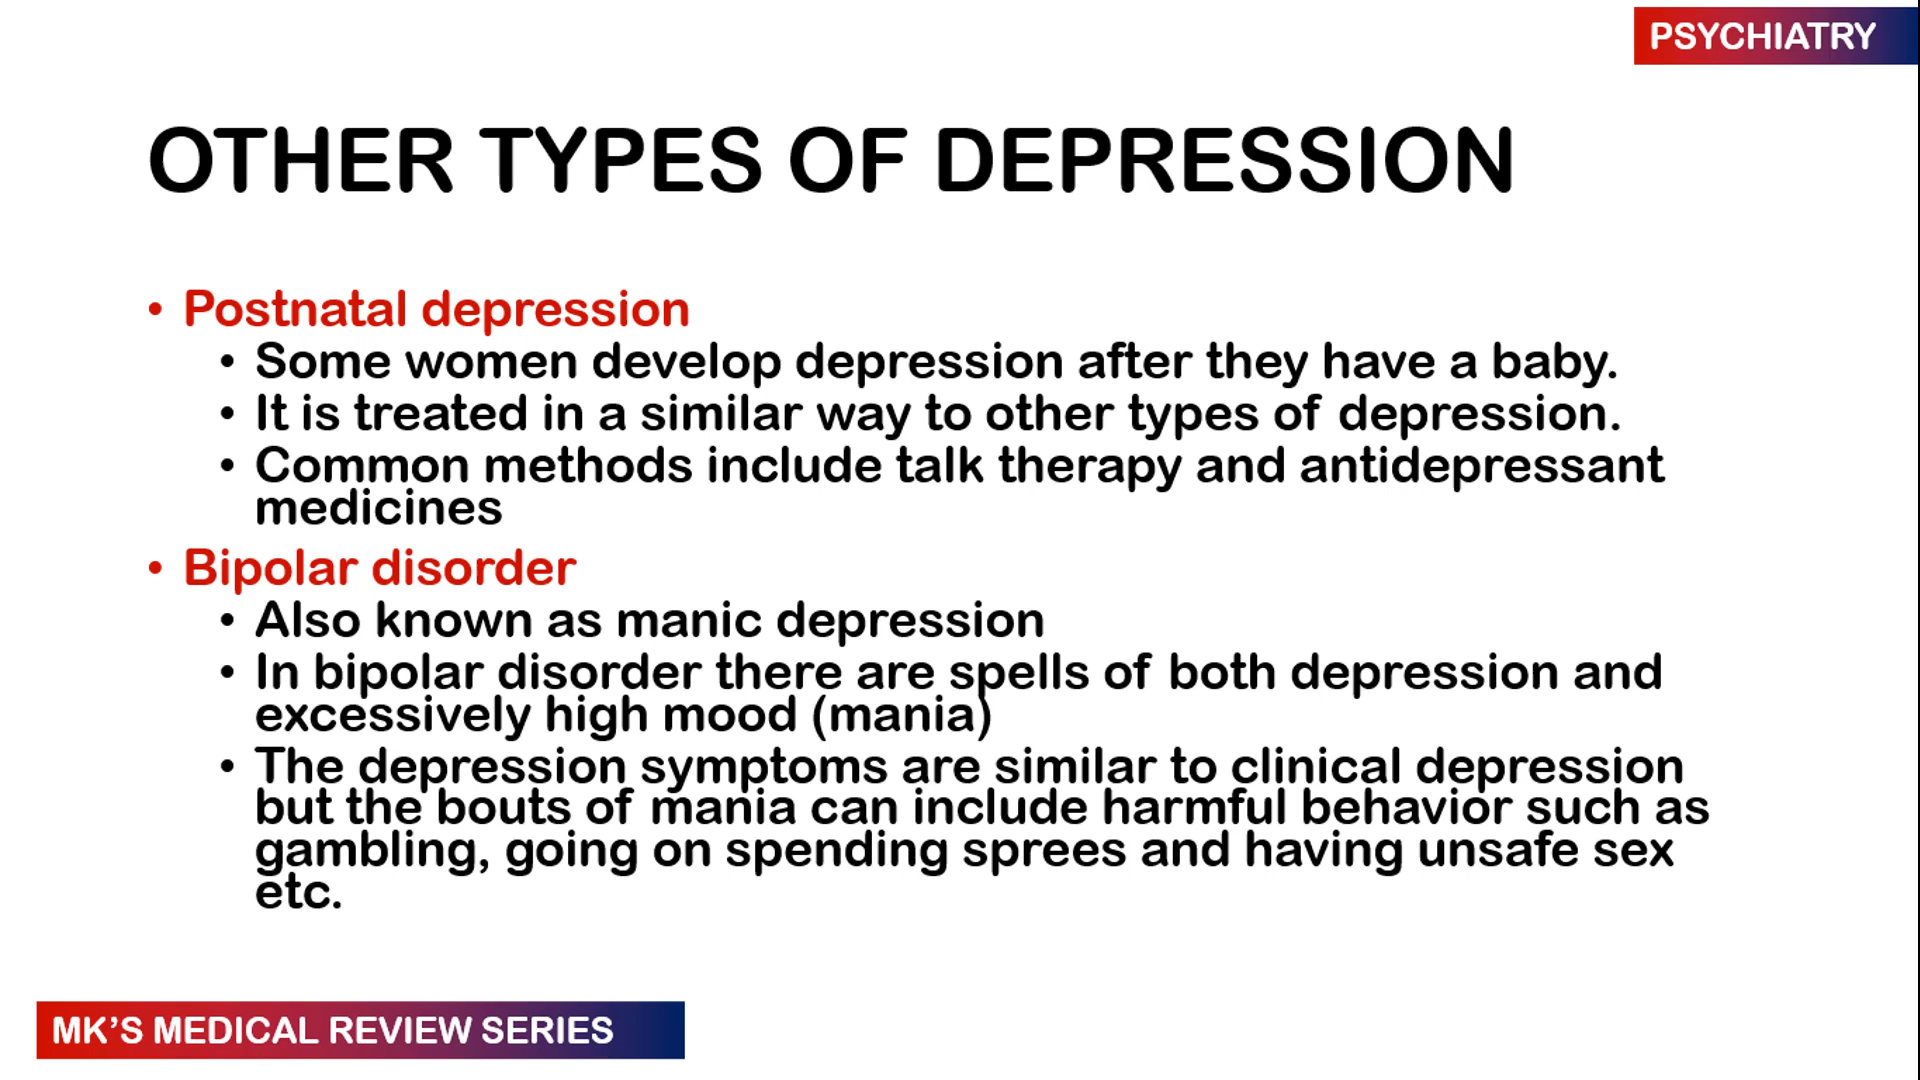 PSYCHIATRY
OTHER TYPES OF DEPRESSION
• Postnatal depression
• Some women develop depression after they have a baby.
• It is treated in a similar way to other types of depression.
• Common methods include talk therapy and antidepressant
medicines
• Bipolar disorder
• Also known as manic depression
• In bipolar disorder there are spells of both depression and
excessively high mood (mania)
• The depression symptoms are similar to clinical depression
but the bouts of mania can include harmful behavior such as
gambling, going on spending sprees and having unsafe sex
etc.
MK’S MEDICAL REVIEW SERIES